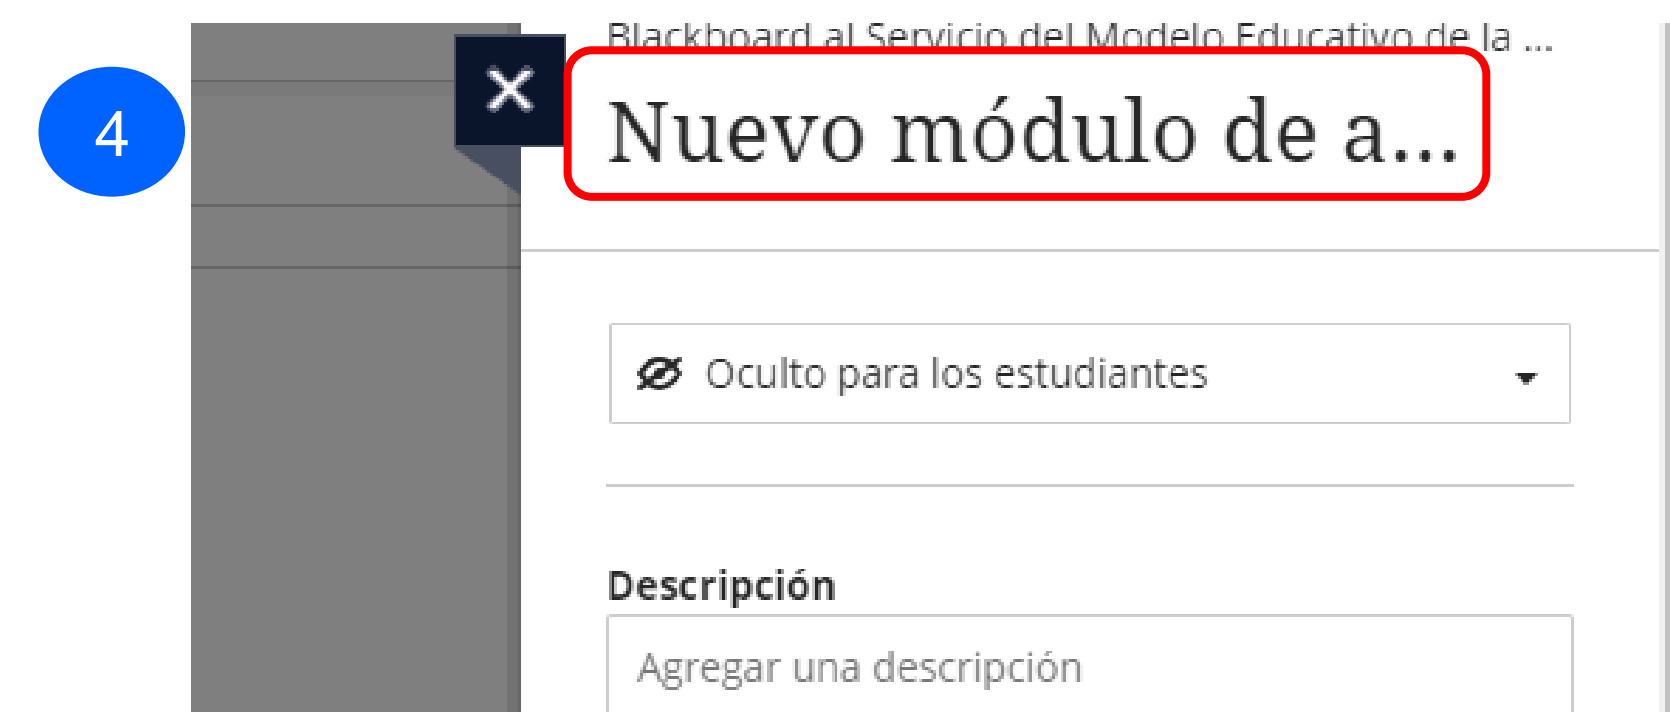 Blackboard al Servicio del Modelo Educativo de la ...
4
Nuevo módulo de a...
Oculto para los estudiantes
Descripción
Agregar una descripción